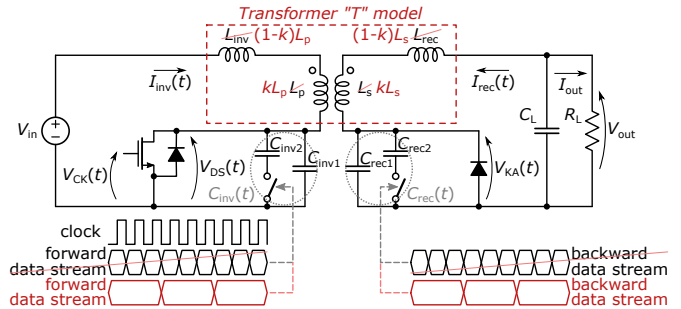 Transformer "T" model
L_inv (1-k)L_p (1-k)L_s L_rec
I_inv(t) kL_p L_p L_s kL_s I_rec(t) I_out
V_in C_L R_L V_out
V_CK(t) V_DS(t) C_inv2 C_inv1 C_rec1 C_rec2 V_KA(t)
C_inv(t) C_rec(t)
clock
forward
data stream
backward
data stream
forward
data stream
backward
data stream